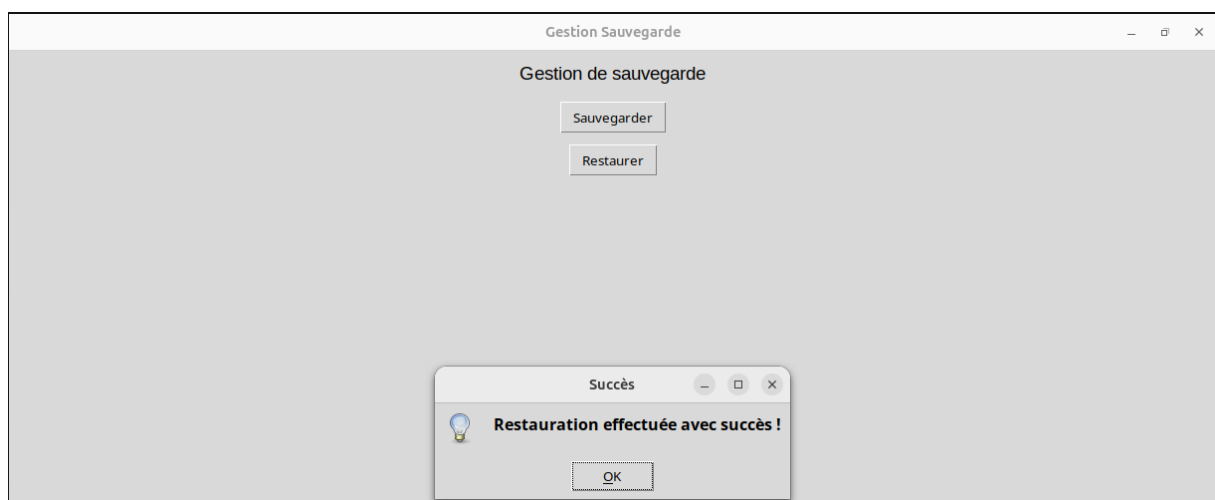 Gestion Sauvegarde
Gestion de sauvegarde
Sauvegarder
Restaurer
Succès
Restauration effectuée avec succès !
OK